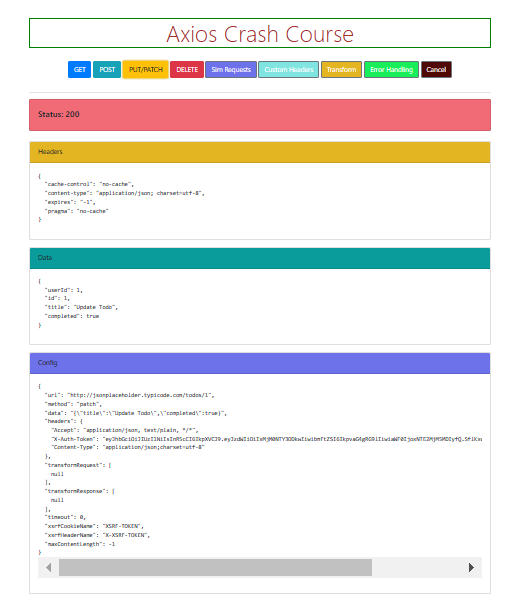 Axios Crash Course
GET POST PUT/PATCH DELETE Sim Requests Custom Headers Transform Error Handling Cancel
Status: 200
Headers
{
"cache-control": "no-cache",
"content-type": "application/json; charset=utf-8",
"expires": "-1",
"pragma": "no-cache"
}
Data
{
"userId": 1,
"id": 1,
"title": "Update Todo",
"completed": true
}
Config
{
"url": "http://jsonplaceholder.typicode.com/todos/1",
"method": "patch",
"data": "{\"title\":\"Update Todo\",\"completed\":true}",
"headers": {
"Accept": "application/json, text/plain, */*",
"X-Auth-Token":
"Content-Type": "application/json;charset=utf-8"
},
"transformRequest": [
null
],
"transformResponse": [
null
],
"timeout": 0,
"xsrfCookieName": "XSRF-TOKEN",
"xsrfHeaderName": "X-XSRF-TOKEN",
"maxContentLength": -1
}